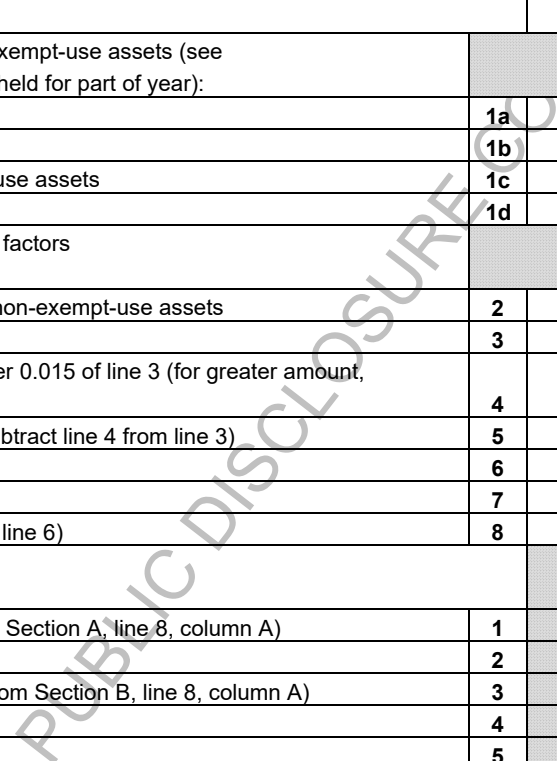 exempt-use assets (see
held for part of year):
1a
1b
use assets 1c
1d
factors
non-exempt-use assets 2
3
er 0.015 of line 3 (for greater amount,
4
btract line 4 from line 3) 5
6
7
line 6) 8
Section A, line 8, column A) 1
2
om Section B, line 8, column A) 3
4
5
PUBLIC DISCLOSURE CO